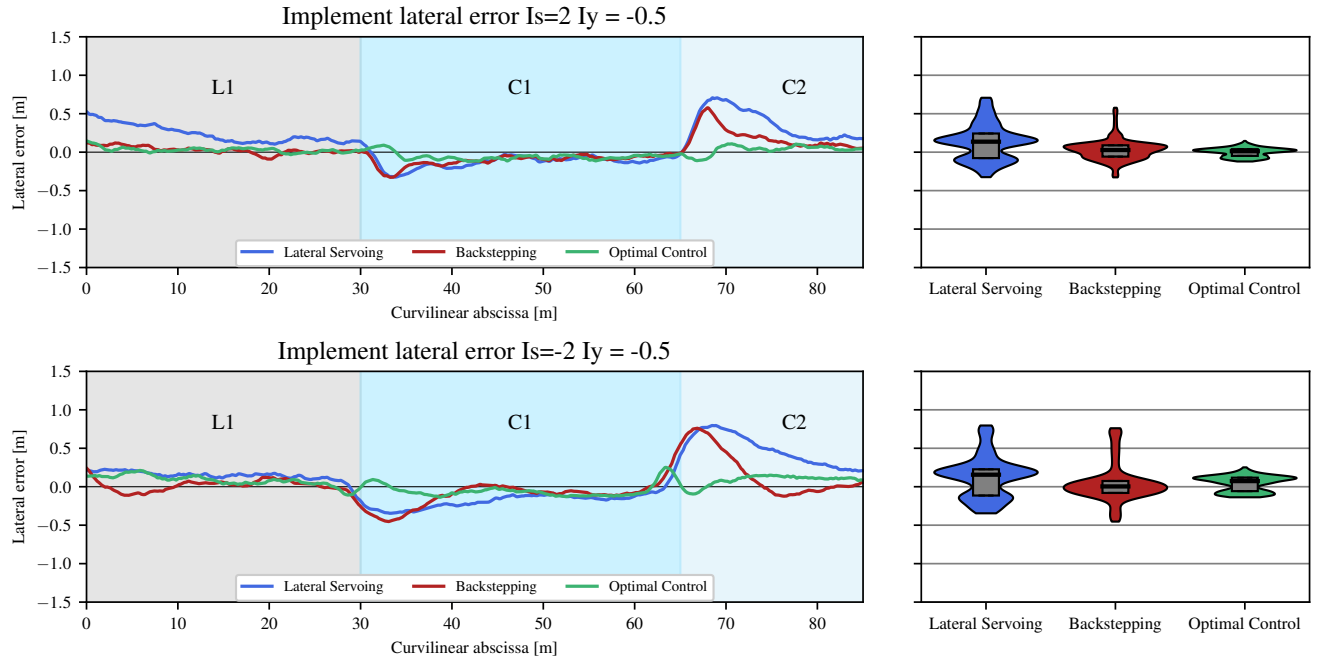 Implement lateral error Is=2 Iy = -0.5
Lateral error [m]
1.5
1.0
0.5
0.0
−0.5
−1.0
−1.5
L1 C1 C2
Lateral Servoing Backstepping Optimal Control
0 10 20 30 40 50 60 70 80
Curvilinear abscissa [m]
Lateral Servoing Backstepping Optimal Control
Implement lateral error Is=-2 Iy = -0.5
Lateral error [m]
1.5
1.0
0.5
0.0
−0.5
−1.0
−1.5
L1 C1 C2
Lateral Servoing Backstepping Optimal Control
0 10 20 30 40 50 60 70 80
Curvilinear abscissa [m]
Lateral Servoing Backstepping Optimal Control